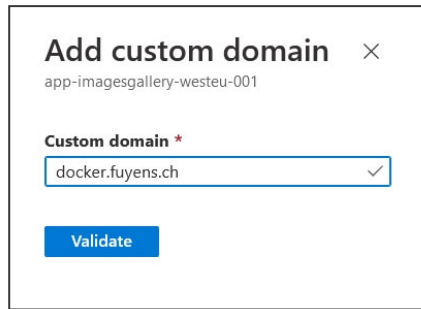 Add custom domain
app-imagesgallery-westeu-001
Custom domain *
docker.fuyens.ch
Validate